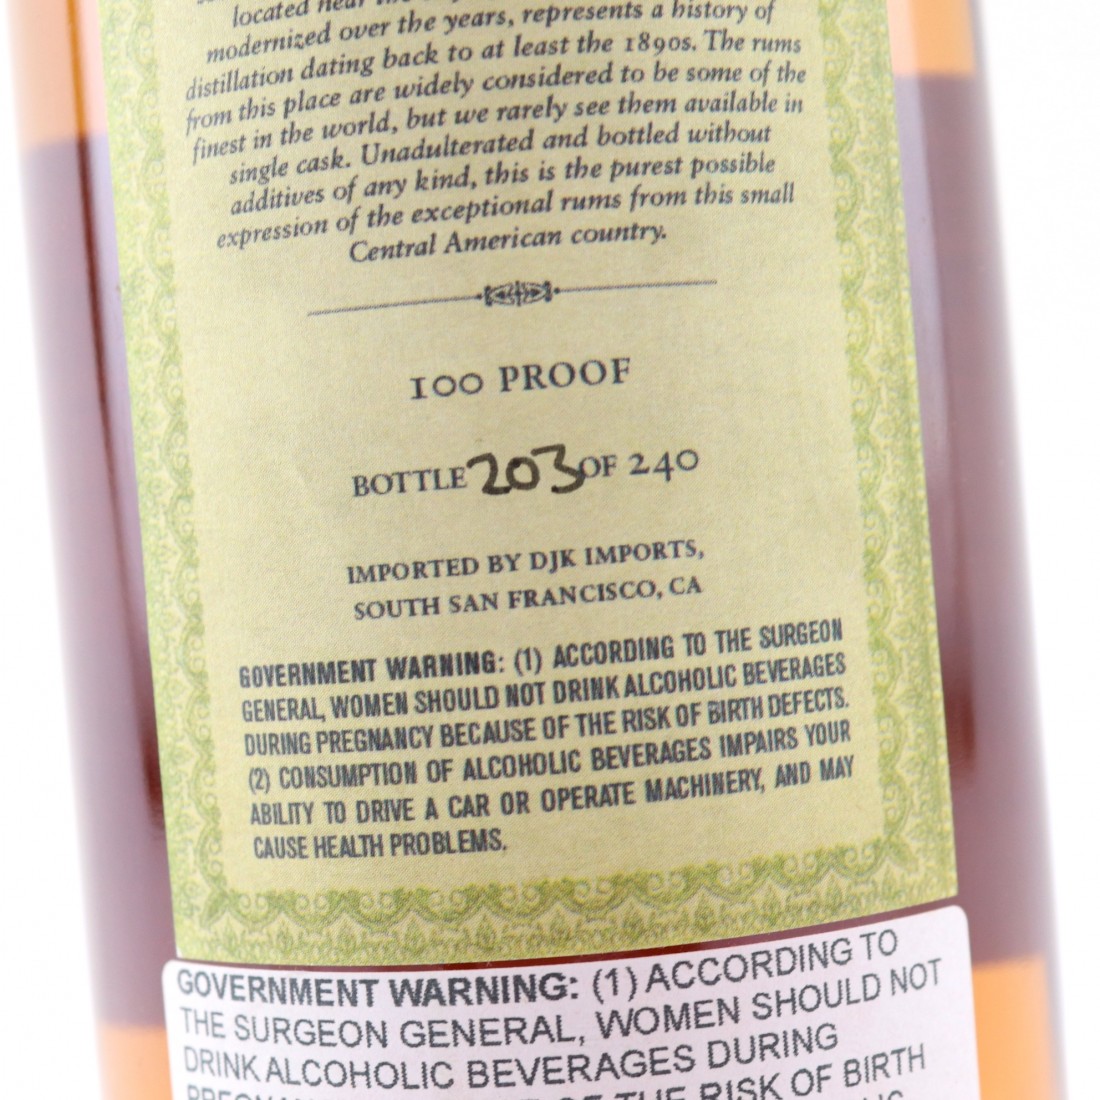 located near the
modernized over the years, represents a history of
distillation dating back to at least the 1890s. The rums
from this place are widely considered to be some of the
finest in the world, but we rarely see them available in
single cask. Unadulterated and bottled without
additives of any kind, this is the purest possible
expression of the exceptional rums from this small
Central American country.
100 PROOF
BOTTLE 203 OF 240
IMPORTED BY DJK IMPORTS,
SOUTH SAN FRANCISCO, CA
GOVERNMENT WARNING: (1) ACCORDING TO THE SURGEON
GENERAL, WOMEN SHOULD NOT DRINK ALCOHOLIC BEVERAGES
DURING PREGNANCY BECAUSE OF THE RISK OF BIRTH DEFECTS.
(2) CONSUMPTION OF ALCOHOLIC BEVERAGES IMPAIRS YOUR
ABILITY TO DRIVE A CAR OR OPERATE MACHINERY, AND MAY
CAUSE HEALTH PROBLEMS.
GOVERNMENT WARNING: (1) ACCORDING TO
THE SURGEON GENERAL, WOMEN SHOULD NOT
DRINK ALCOHOLIC BEVERAGES DURING
OF THE RISK OF BIRTH